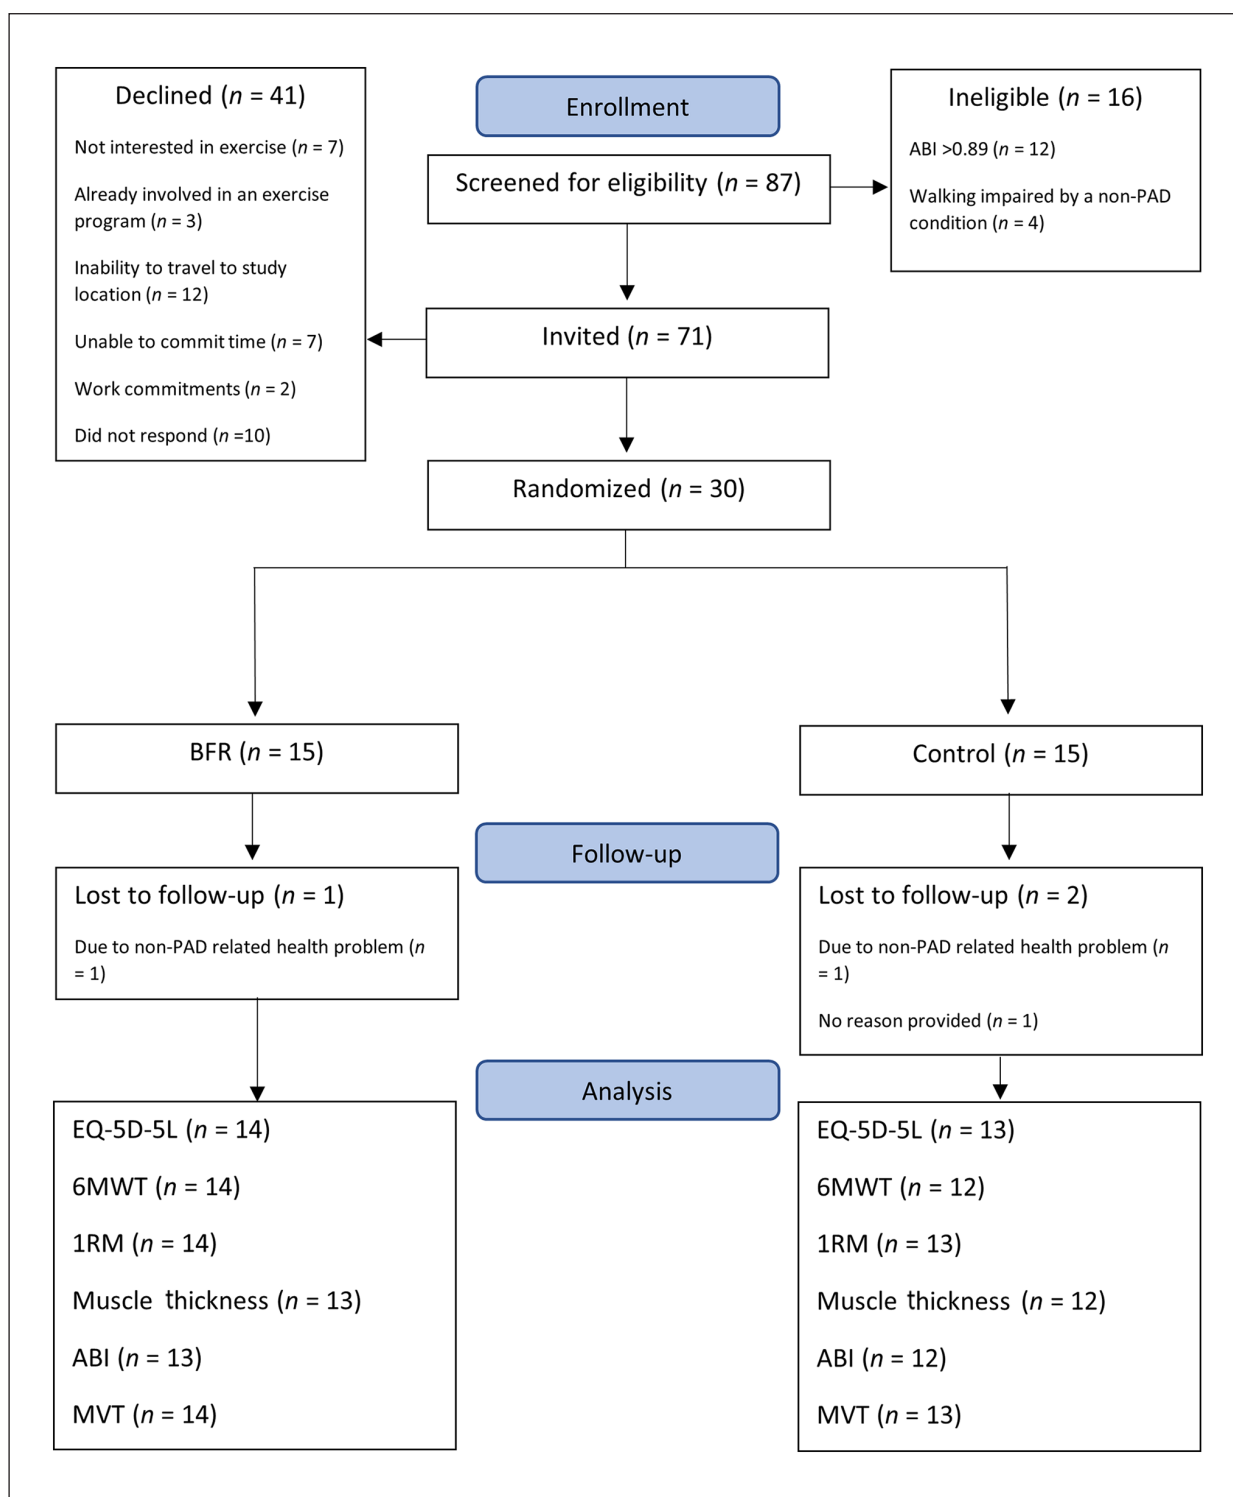 Declined (n = 41)
Not interested in exercise (n = 7)
Already involved in an exercise
program (n = 3)
Inability to travel to study
location (n = 12)
Unable to commit time (n = 7)
Work commitments (n = 2)
Did not respond (n =10)
Enrollment
Screened for eligibility (n = 87)
Ineligible (n = 16)
ABI >0.89 (n = 12)
Walking impaired by a non-PAD
condition (n = 4)
Invited (n = 71)
Randomized (n = 30)
BFR (n = 15)
Control (n = 15)
Follow-up
Lost to follow-up (n = 1)
Due to non-PAD related health problem (n
= 1)
Lost to follow-up (n = 2)
Due to non-PAD related health problem (n
= 1)
No reason provided (n = 1)
Analysis
EQ-5D-5L (n = 14)
6MWT (n = 14)
1RM (n = 14)
Muscle thickness (n = 13)
ABI (n = 13)
MVT (n = 14)
EQ-5D-5L (n = 13)
6MWT (n = 12)
1RM (n = 13)
Muscle thickness (n = 12)
ABI (n = 12)
MVT (n = 13)